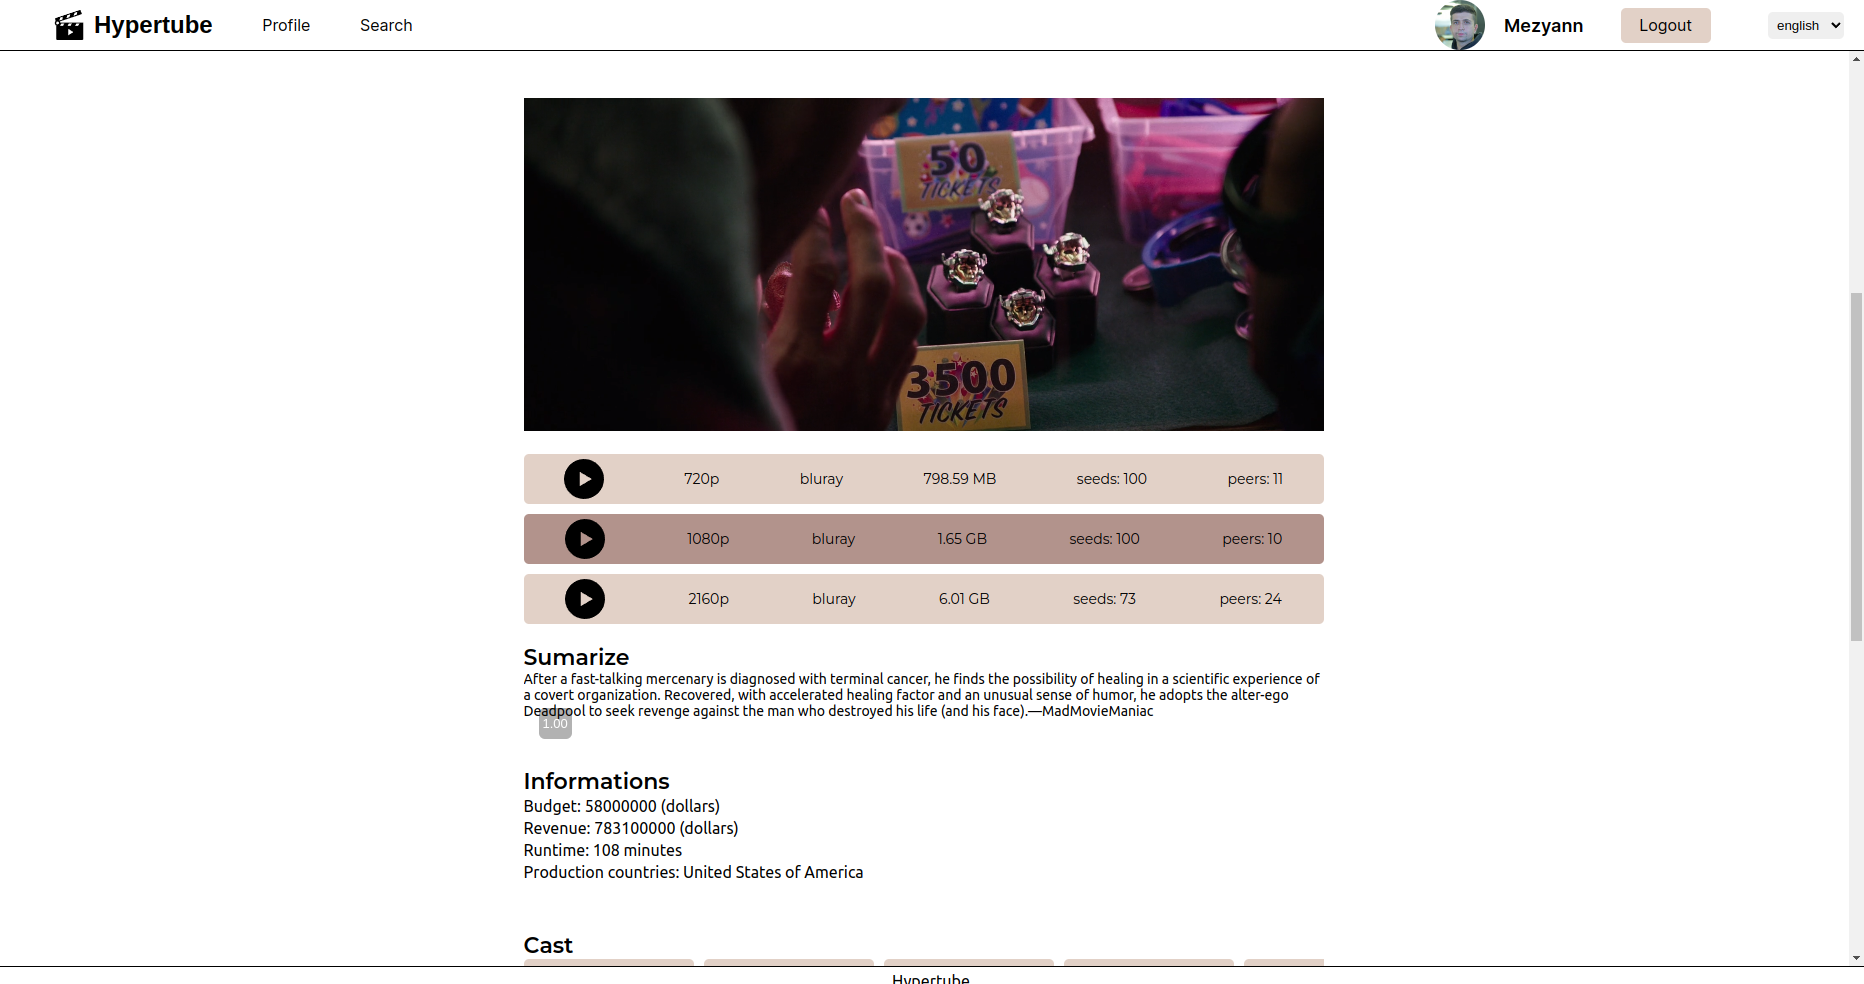 Hypertube Profile Search Mezyann Logout english
50
TICKETS
3500
TICKETS
720p bluray 798.59 MB seeds: 100 peers: 11
1080p bluray 1.65 GB seeds: 100 peers: 10
2160p bluray 6.01 GB seeds: 73 peers: 24
Sumarize
After a fast-talking mercenary is diagnosed with terminal cancer, he finds the possibility of healing in a scientific experience of
a covert organization. Recovered, with accelerated healing factor and an unusual sense of humor, he adopts the alter-ego
Deadpool to seek revenge against the man who destroyed his life (and his face).—MadMovieManiac
1.00
Informations
Budget: 58000000 (dollars)
Revenue: 783100000 (dollars)
Runtime: 108 minutes
Production countries: United States of America
Cast
Hypertube